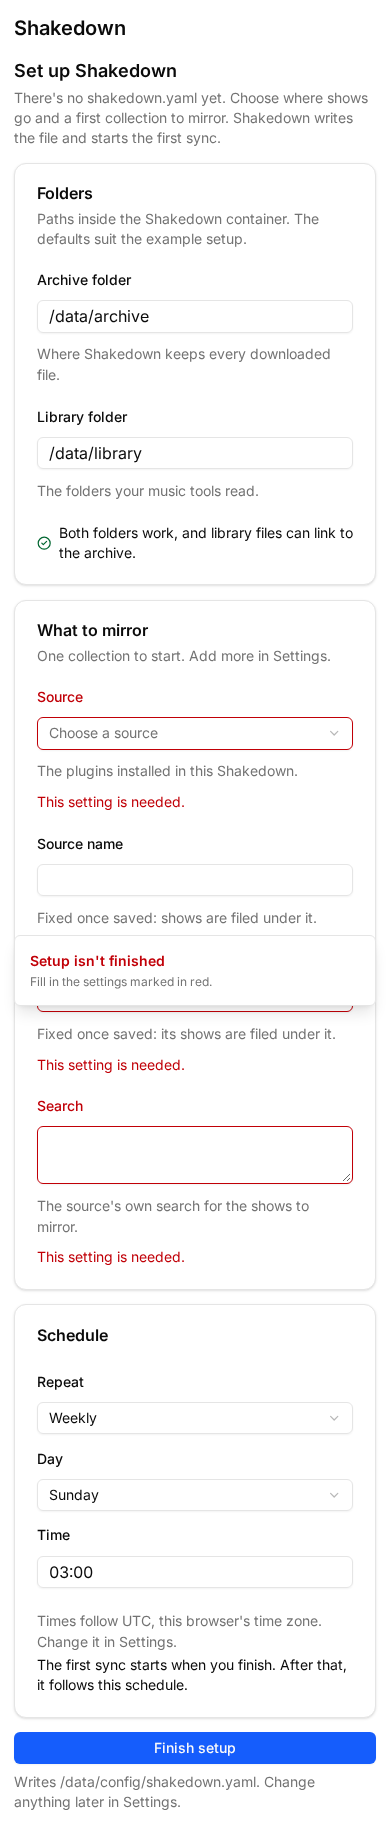 Shakedown
Set up Shakedown
There's no shakedown.yaml yet. Choose where shows
go and a first collection to mirror. Shakedown writes
the file and starts the first sync.
Folders
Paths inside the Shakedown container. The
defaults suit the example setup.
Archive folder
/data/archive
Where Shakedown keeps every downloaded
file.
Library folder
/data/library
The folders your music tools read.
Both folders work, and library files can link to
the archive.
What to mirror
One collection to start. Add more in Settings.
Source
Choose a source
The plugins installed in this Shakedown.
This setting is needed.
Source name
Fixed once saved: shows are filed under it.
Setup isn't finished
Fill in the settings marked in red.
Fixed once saved: its shows are filed under it.
This setting is needed.
Search
The source's own search for the shows to
mirror.
This setting is needed.
Schedule
Repeat
Weekly
Day
Sunday
Time
03:00
Times follow UTC, this browser's time zone.
Change it in Settings.
The first sync starts when you finish. After that,
it follows this schedule.
Finish setup
Writes /data/config/shakedown.yaml. Change
anything later in Settings.